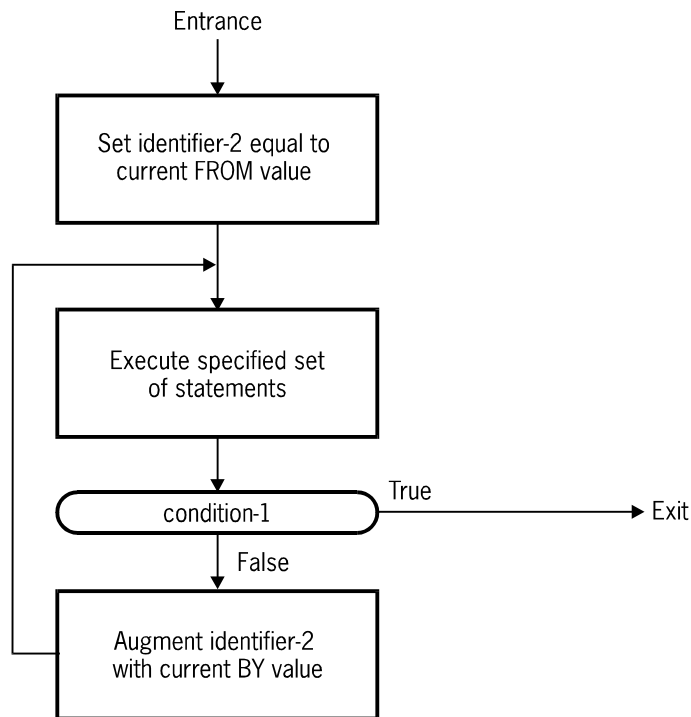 Entrance
Set identifier-2 equal to
current FROM value
Execute specified set
of statements
condition-1
True
Exit
False
Augment identifier-2
with current BY value